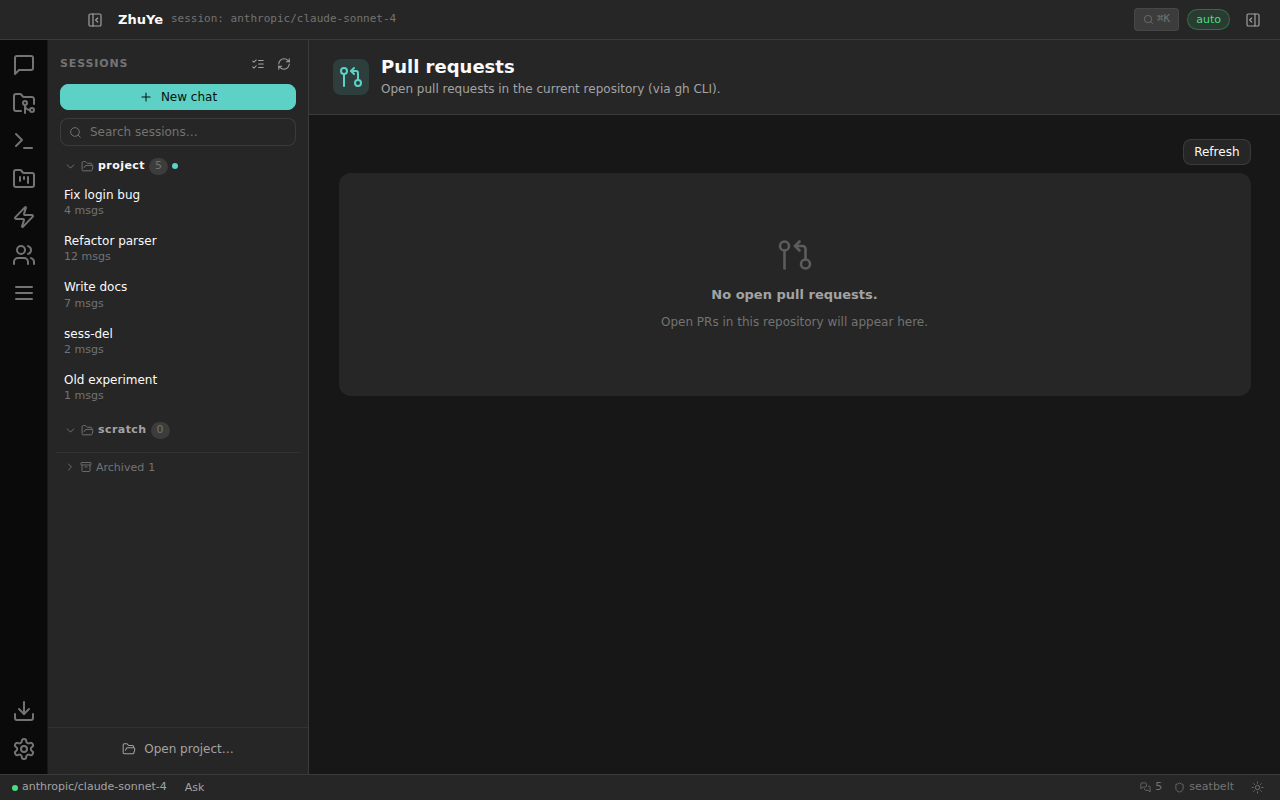 ZhuYe session: anthropic/claude-sonnet-4
⌘K
auto
SESSIONS
New chat
Search sessions…
project 5
Fix login bug
4 msgs
Refactor parser
12 msgs
Write docs
7 msgs
sess-del
2 msgs
Old experiment
1 msgs
scratch 0
Archived 1
Open project…
Pull requests
Open pull requests in the current repository (via gh CLI).
Refresh
No open pull requests.
Open PRs in this repository will appear here.
anthropic/claude-sonnet-4 Ask
5 seatbelt